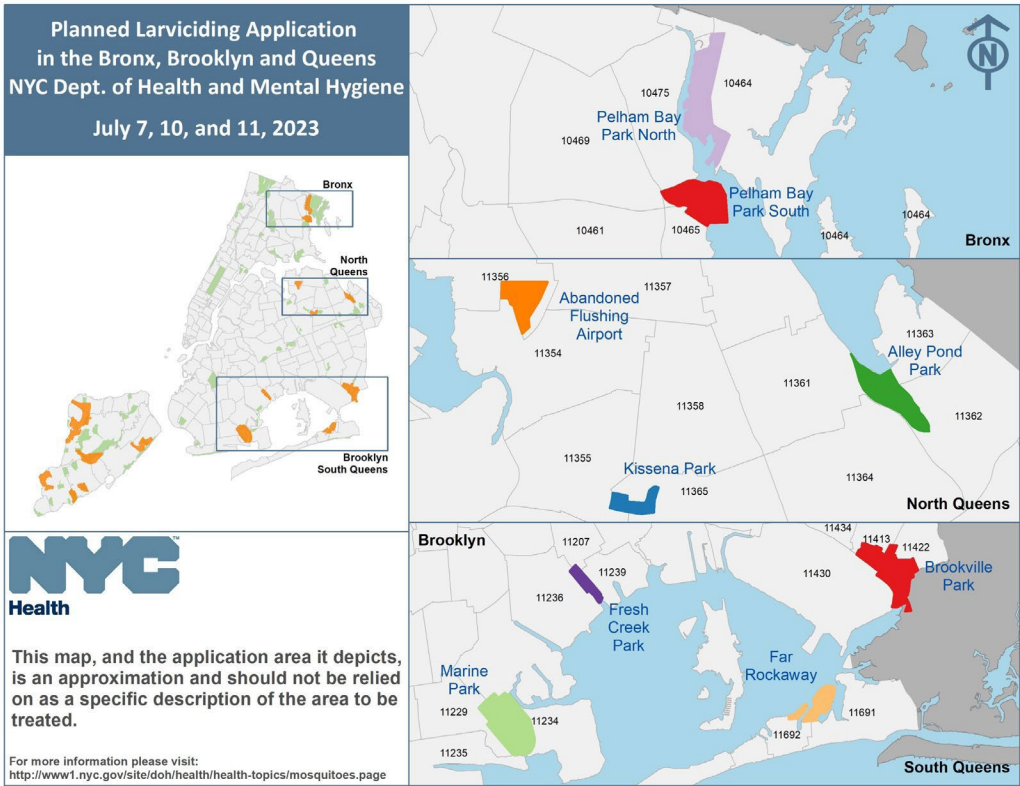 Planned Larviciding Application
in the Bronx, Brooklyn and Queens
NYC Dept. of Health and Mental Hygiene
July 7, 10, and 11, 2023
Bronx
North
Queens
Brooklyn
South Queens
NYC™
Health
This map, and the application area it depicts,
is an approximation and should not be relied
on as a specific description of the area to be
treated.
For more information please visit:
http://www1.nyc.gov/site/doh/health/health-topics/mosquitoes.page
N
10475
10464
Pelham Bay
Park North
10469
Pelham Bay
Park South
10461
10465
10464
10464
Bronx
11356
11357
Abandoned
Flushing
Airport
11354
11363
Alley Pond
Park
11361
11358
11362
11355
Kissena Park
11365
11364
North Queens
Brooklyn
11207
11239
11236
Fresh
Creek
Park
11434
11413
11422
11430
Brookville
Park
Marine
Park
11229
11234
11235
Far
Rockaway
11691
11692
South Queens